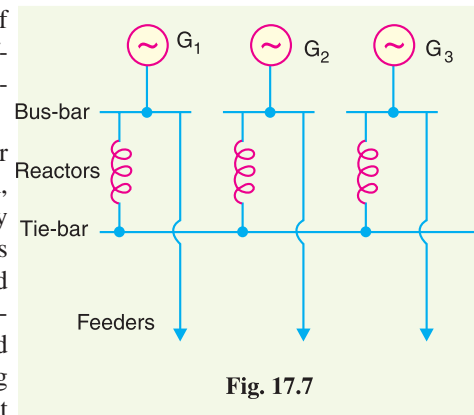 G1
G2
G3
Bus-bar
Reactors
Tie-bar
Feeders
Fig. 17.7